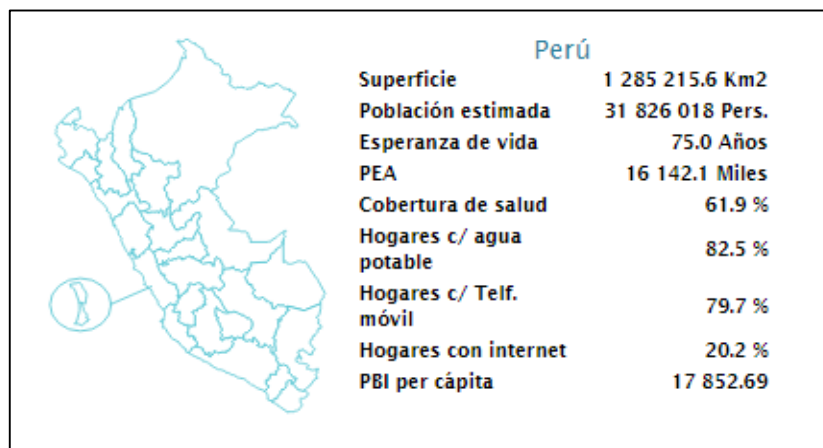 Perú
Superficie 1 285 215.6 Km2
Población estimada 31 826 018 Pers.
Esperanza de vida 75.0 Años
PEA 16 142.1 Miles
Cobertura de salud 61.9 %
Hogares c/ agua
potable 82.5 %
Hogares c/ Telf.
móvil 79.7 %
Hogares con internet 20.2 %
PBI per cápita 17 852.69